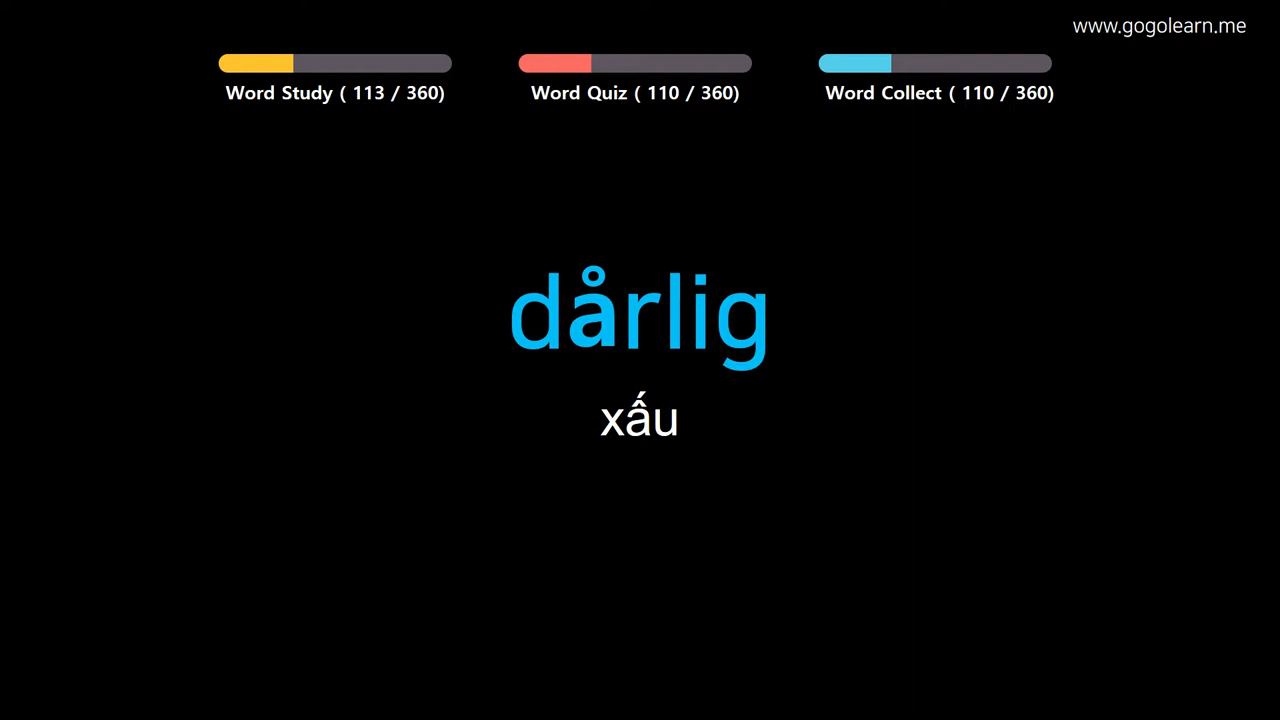 www.gogolearn.me
Word Study ( 113 / 360)
Word Quiz ( 110 / 360)
Word Collect ( 110 / 360)
dårlig
xấu